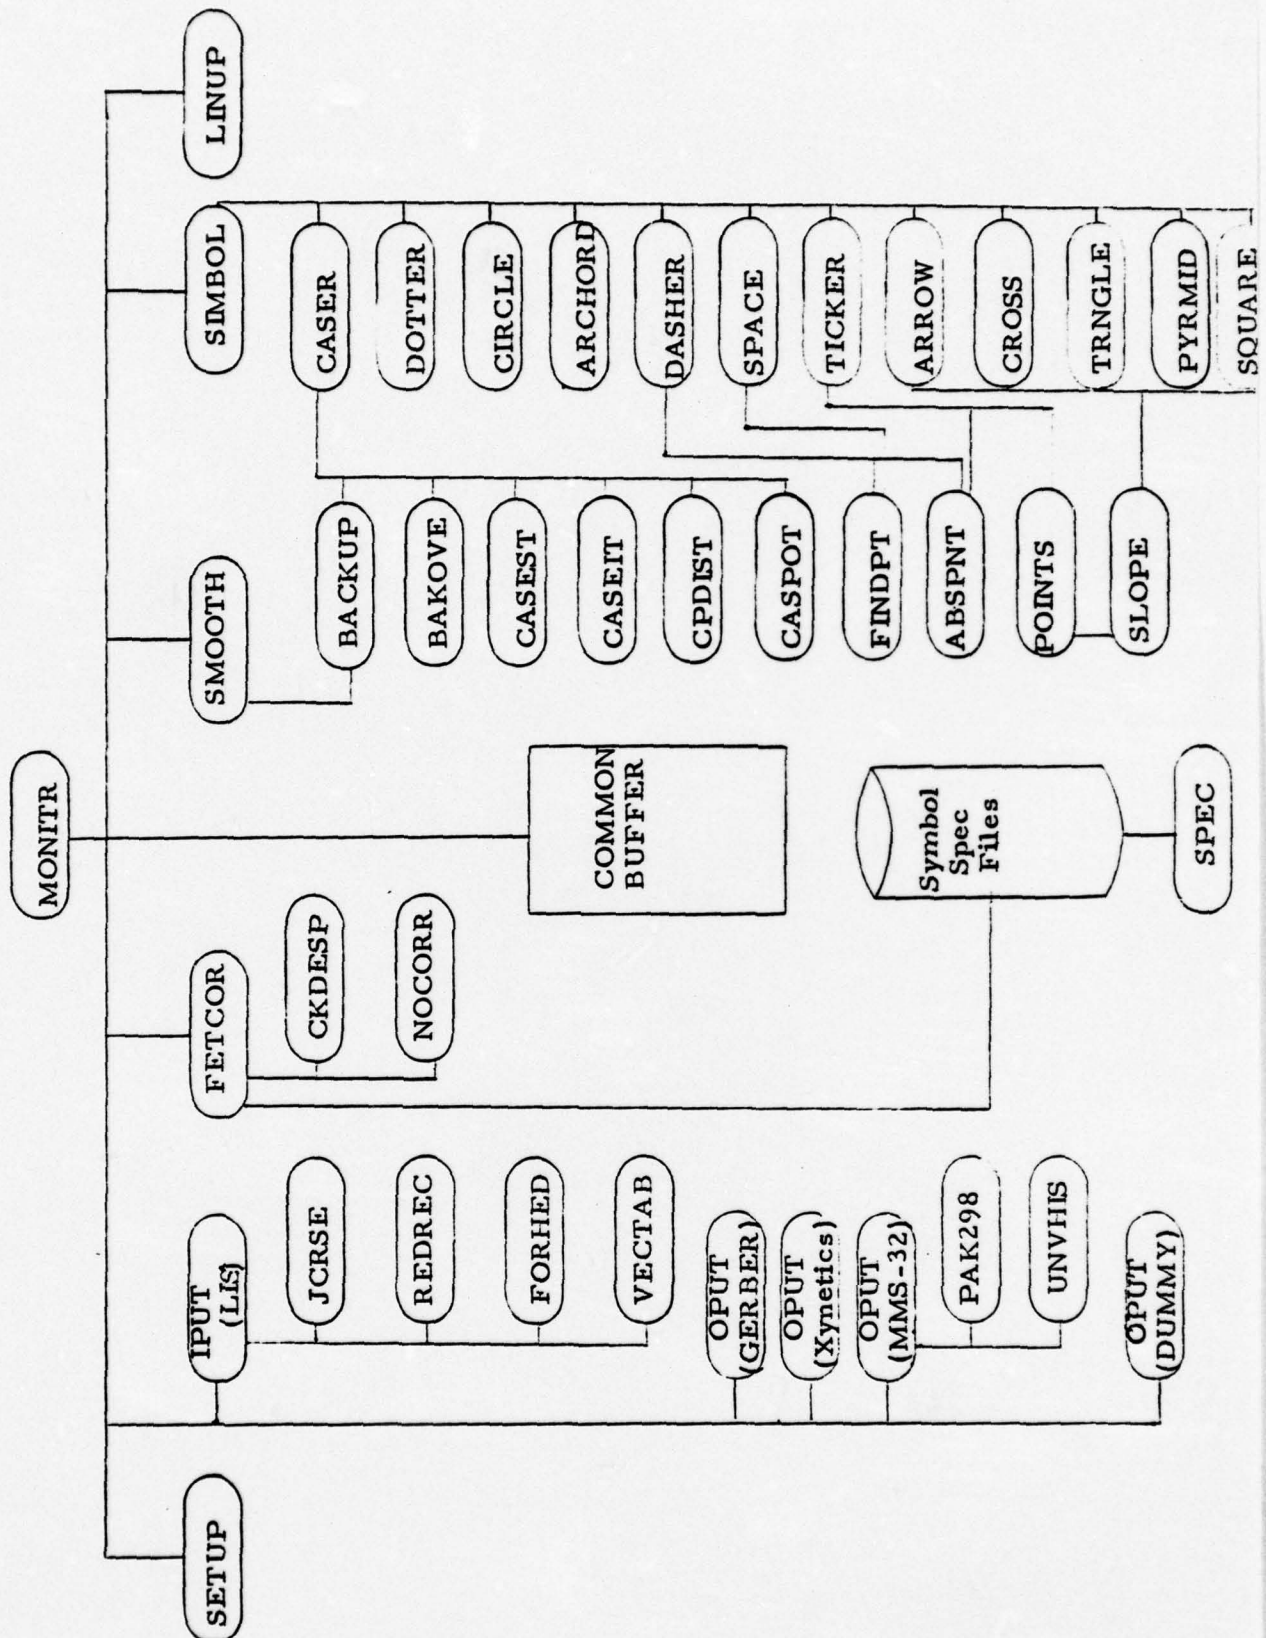 MONITR
SETUP
IPUT
(LIS)
JCRSE
REDREC
FORHED
VECTAB
OPUT
(GERBER)
OPUT
(Xynetics)
OPUT
(MMS-32)
PAK298
UNVHIS
OPUT
(DUMMY)
FETCOR
CKDESP
NOCORR
COMMON
BUFFER
Symbol
Spec
Files
SPEC
SMOOTH
BACKUP
BAKOVE
CASEST
CASEIT
CPDIST
CASPOT
FINDPT
ABSPNT
POINTS
SLOPE
SIMBOL
CASER
DOTTER
CIRCLE
ARCHORD
DASHER
SPACE
TICKER
ARROW
CROSS
TRNGLE
PYRMID
SQUARE
LINUP